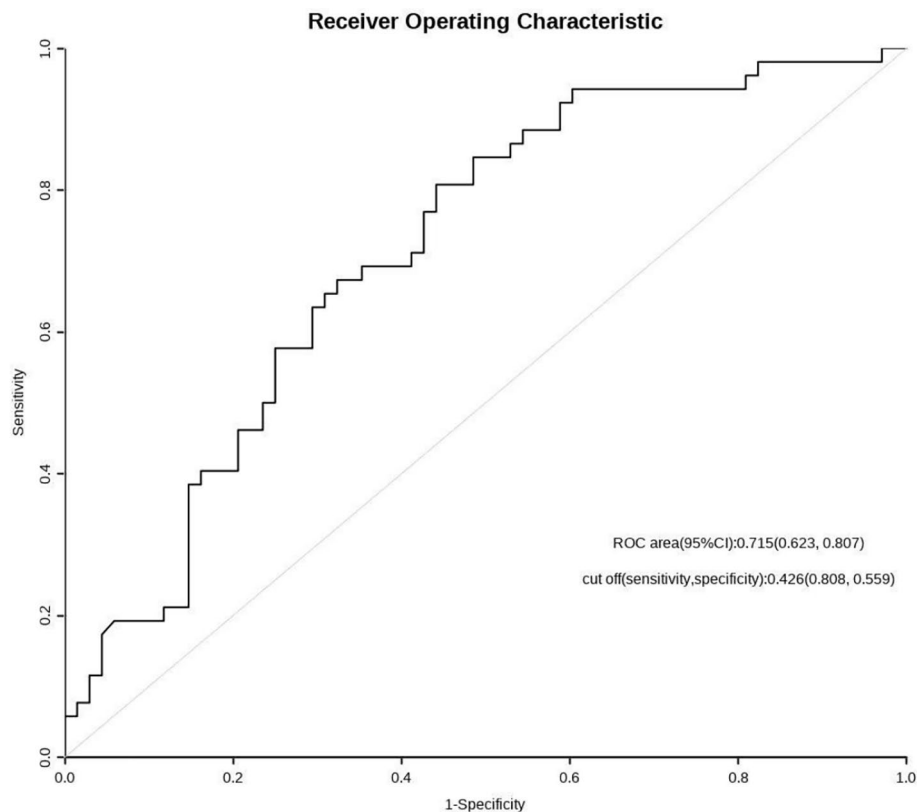 Receiver Operating Characteristic
1.0
0.8
0.6
0.4
0.2
0.0
Sensitivity
ROC area(95%CI):0.715(0.623, 0.807)
cut off(sensitivity,specificity):0.426(0.808, 0.559)
0.0 0.2 0.4 0.6 0.8 1.0
1-Specificity